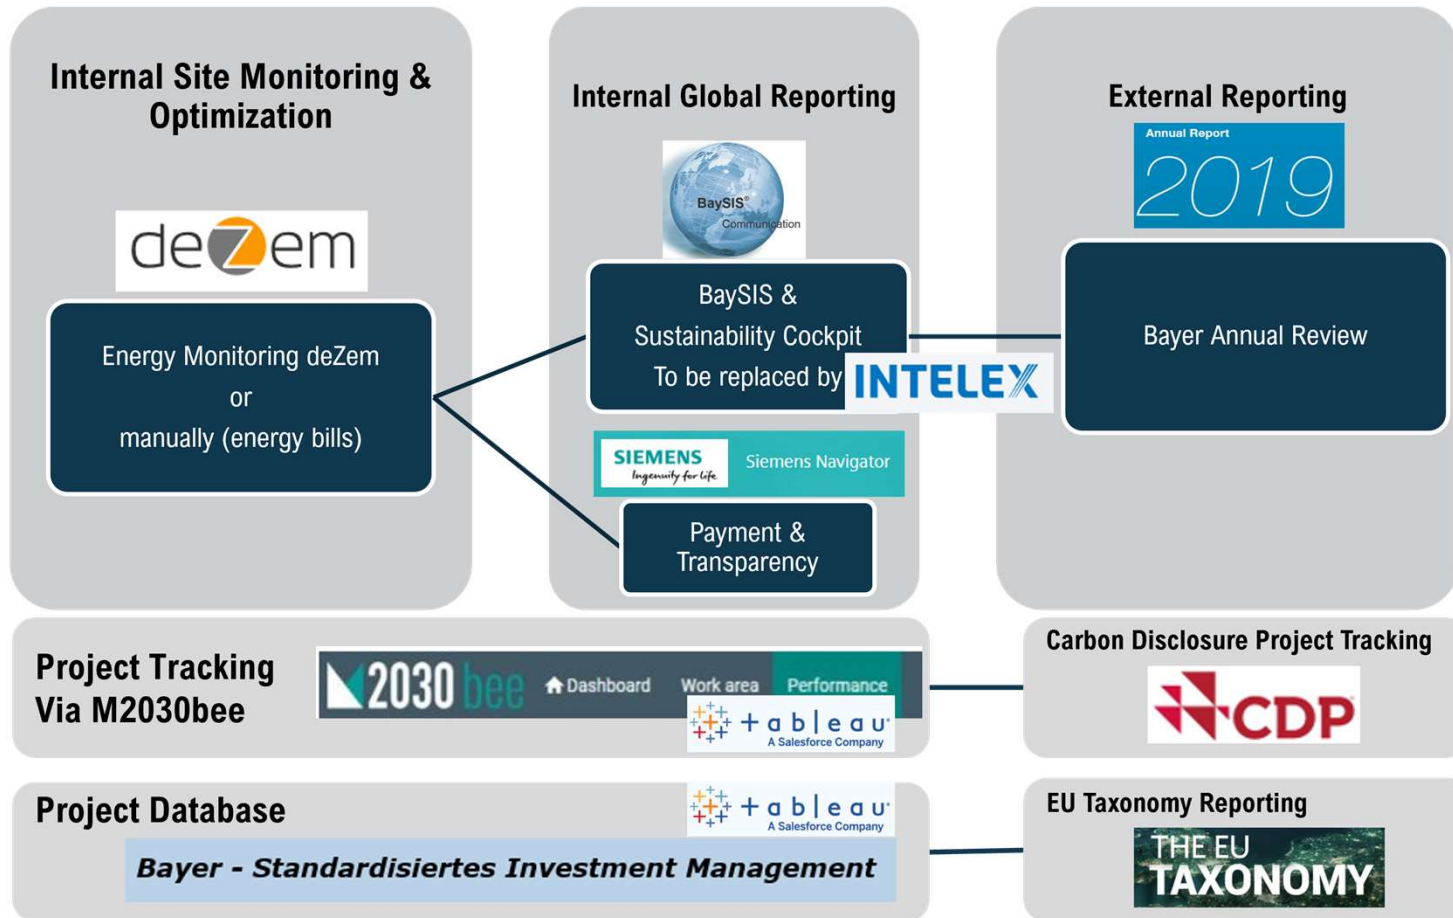 Internal Site Monitoring &
Optimization
deZem
Energy Monitoring deZem
or
manually (energy bills)
Internal Global Reporting
BaySIS®
Communication
BaySIS &
Sustainability Cockpit
To be replaced by INTELEX
SIEMENS
Ingenuity for life
Siemens Navigator
Payment &
Transparency
External Reporting
Annual Report
2019
Bayer Annual Review
Project Tracking
Via M2030bee
2030 bee Dashboard Work area Performance
+ a b | e a u
A Salesforce Company
Carbon Disclosure Project Tracking
CDP
Project Database
+ a b | e a u
A Salesforce Company
Bayer - Standardisiertes Investment Management
EU Taxonomy Reporting
THE EU
TAXONOMY